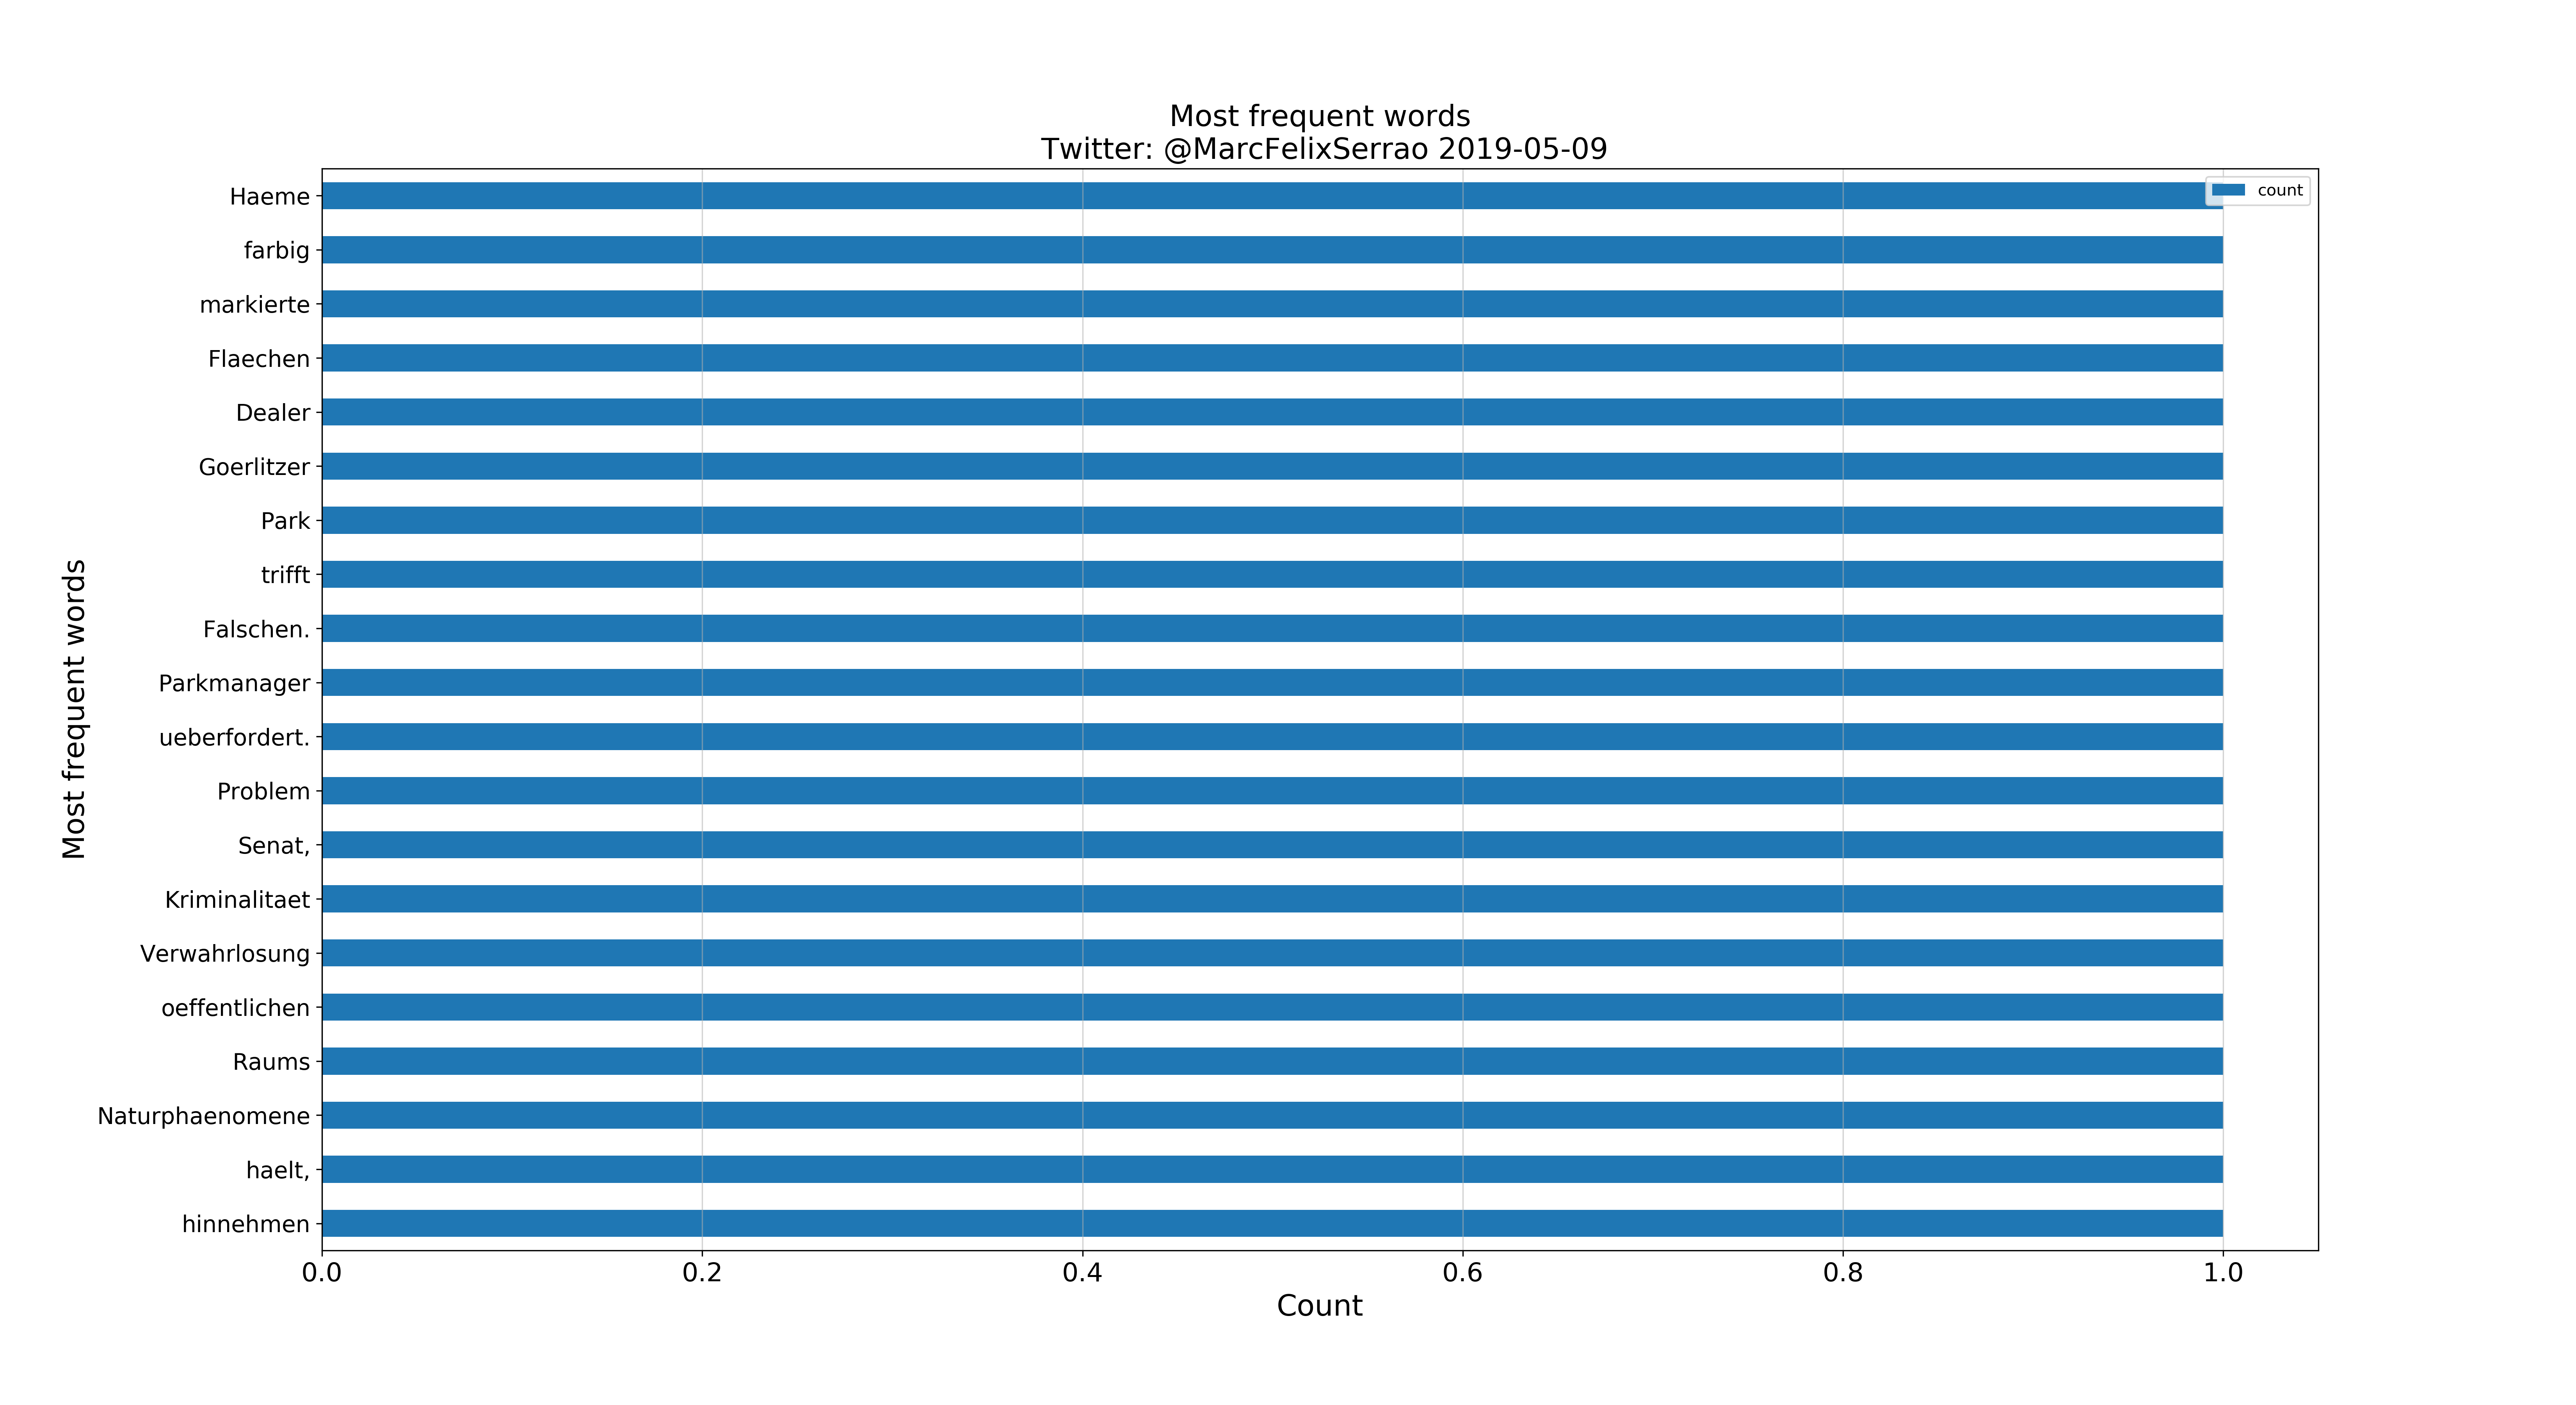 Most frequent words
Twitter: @MarcFelixSerrao 2019-05-09
count
Most frequent words
Haeme
farbig
markierte
Flaechen
Dealer
Goerlitzer
Park
trifft
Falschen.
Parkmanager
ueberfordert.
Problem
Senat,
Kriminalitaet
Verwahrlosung
oeffentlichen
Raums
Naturphaenomene
haelt,
hinnehmen
0.0 0.2 0.4 0.6 0.8 1.0
Count